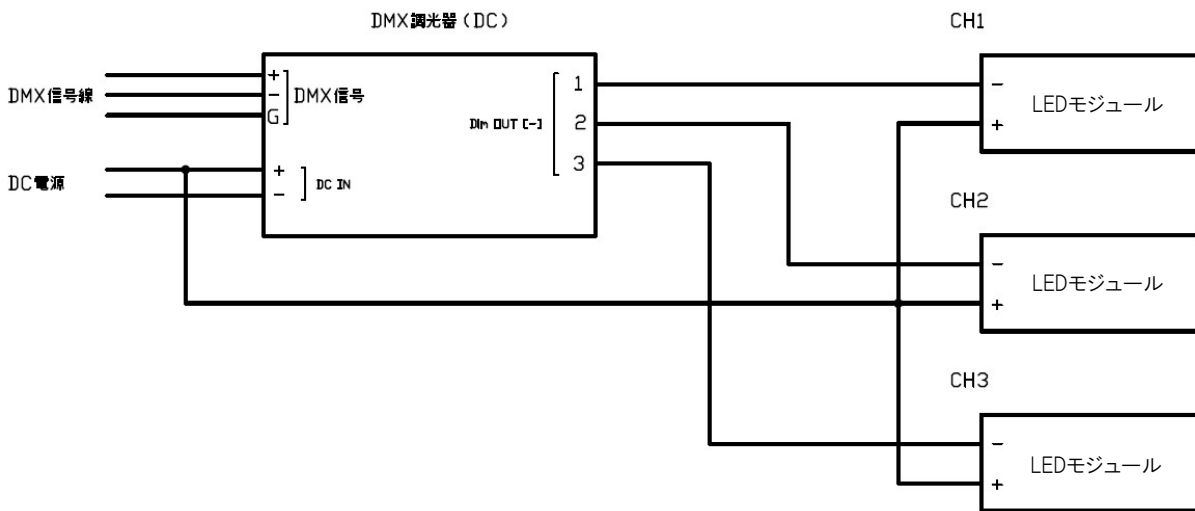 DMX調光器(DC)
CH1
DMX信号線
+
-
G
DMX信号
Dim OUT [-]
1
2
3
-
+
LEDモジュール
DC電源
+
-
DC IN
CH2
-
+
LEDモジュール
CH3
-
+
LEDモジュール